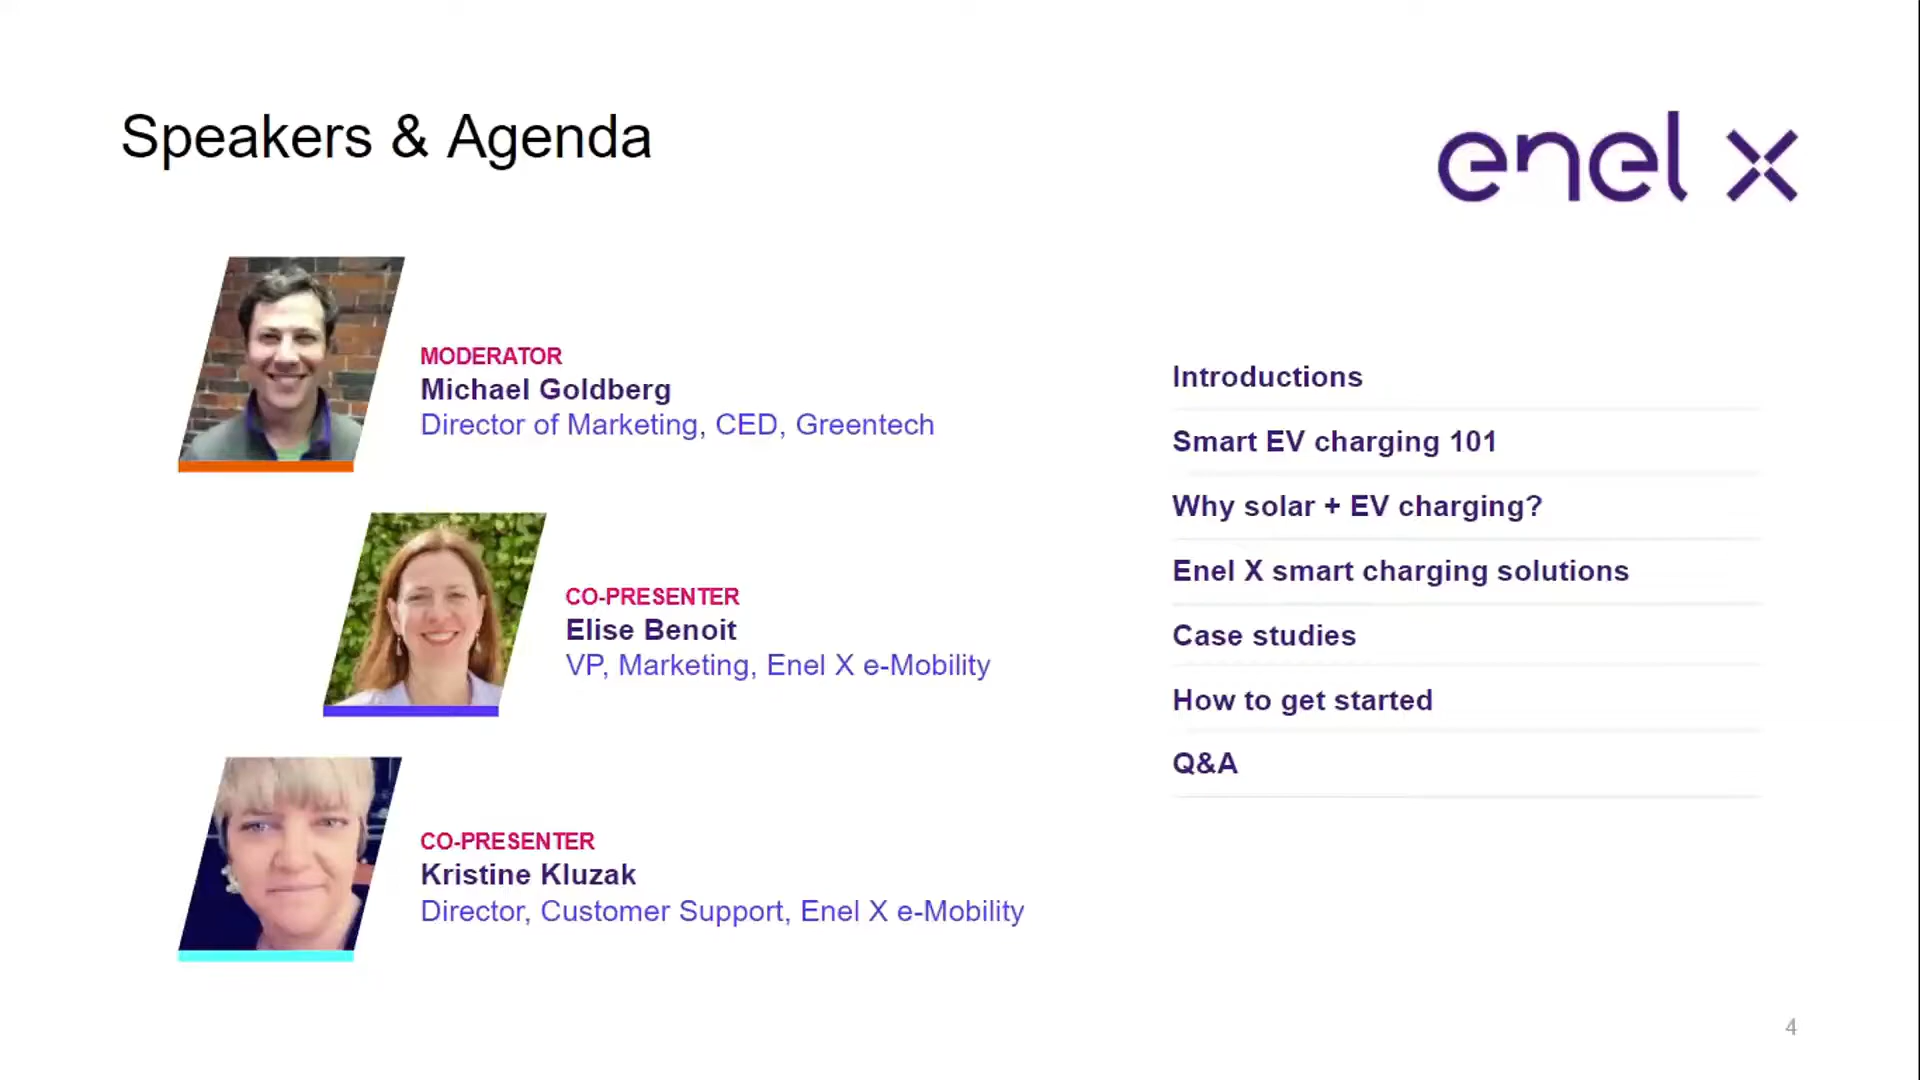 Speakers & Agenda
enel x
MODERATOR
Michael Goldberg
Director of Marketing, CED, Greentech
CO-PRESENTER
Elise Benoit
VP, Marketing, Enel X e-Mobility
CO-PRESENTER
Kristine Kluzak
Director, Customer Support, Enel X e-Mobility
Introductions
Smart EV charging 101
Why solar + EV charging?
Enel X smart charging solutions
Case studies
How to get started
Q&A
4